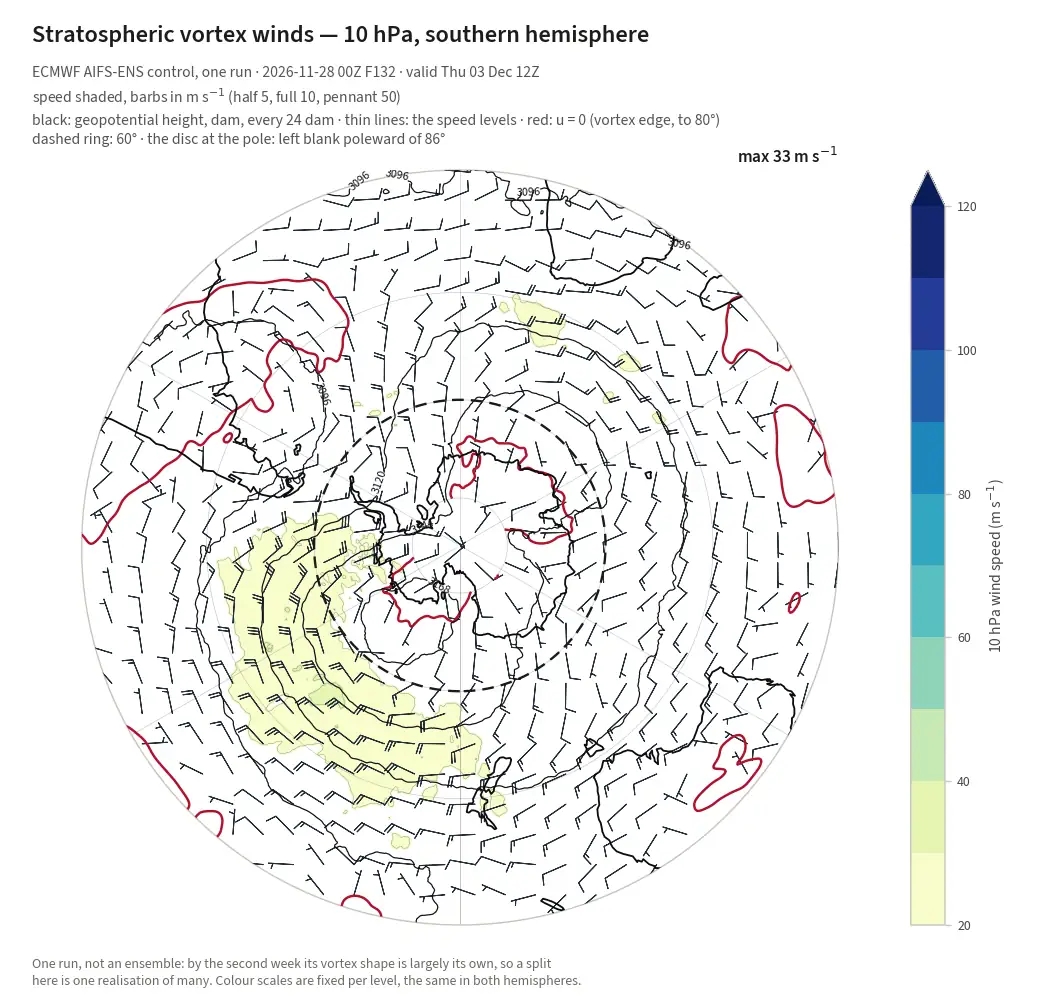 Stratospheric vortex winds — 10 hPa, southern hemisphere
ECMWF AIFS-ENS control, one run · 2026-11-28 00Z F132 · valid Thu 03 Dec 12Z
speed shaded, barbs in m s⁻¹ (half 5, full 10, pennant 50)
black: geopotential height, dam, every 24 dam · thin lines: the speed levels · red: u = 0 (vortex edge, to 80°)
dashed ring: 60° · the disc at the pole: left blank poleward of 86°
max 33 m s⁻¹
3096
3096
3096
3096
3096
3120
120
100
80
60
40
20
10 hPa wind speed (m s⁻¹)
One run, not an ensemble: by the second week its vortex shape is largely its own, so a split
here is one realisation of many. Colour scales are fixed per level, the same in both hemispheres.